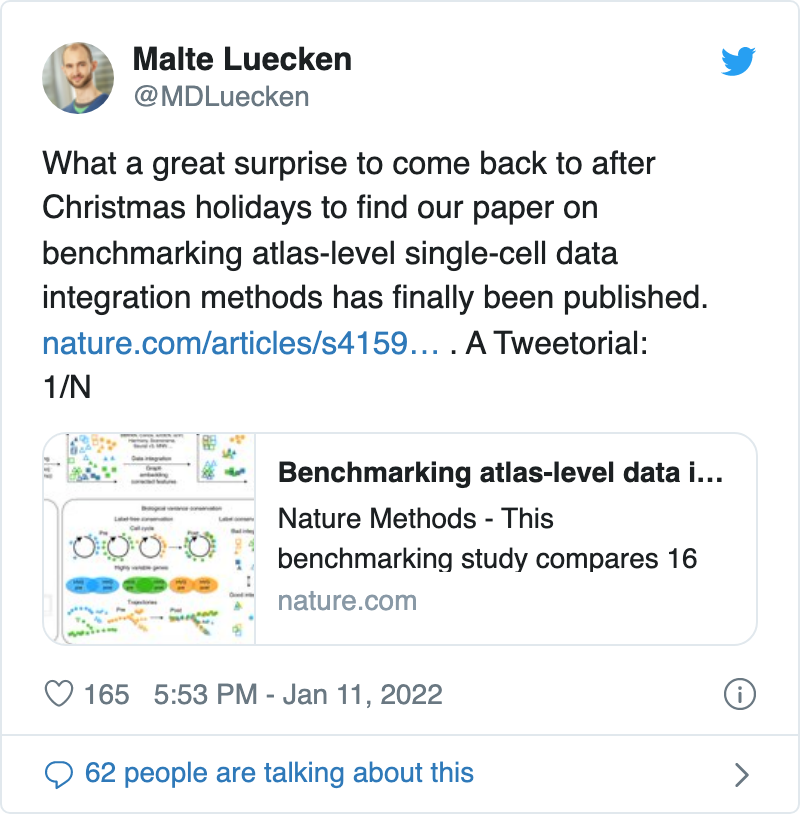 Malte Luecken
@MDLuecken
What a great surprise to come back to after
Christmas holidays to find our paper on
benchmarking atlas-level single-cell data
integration methods has finally been published.
nature.com/articles/s4159… . A Tweetorial:
1/N
Data integration
Graph
embedding
corrected features
Biological variance conservation
Label-free conservation
Cell cycle
Pre
Post
Highly variable genes
Trajectories
Pre
Post
Benchmarking atlas-level data i…
Nature Methods - This
benchmarking study compares 16
nature.com
165 5:53 PM - Jan 11, 2022
62 people are talking about this